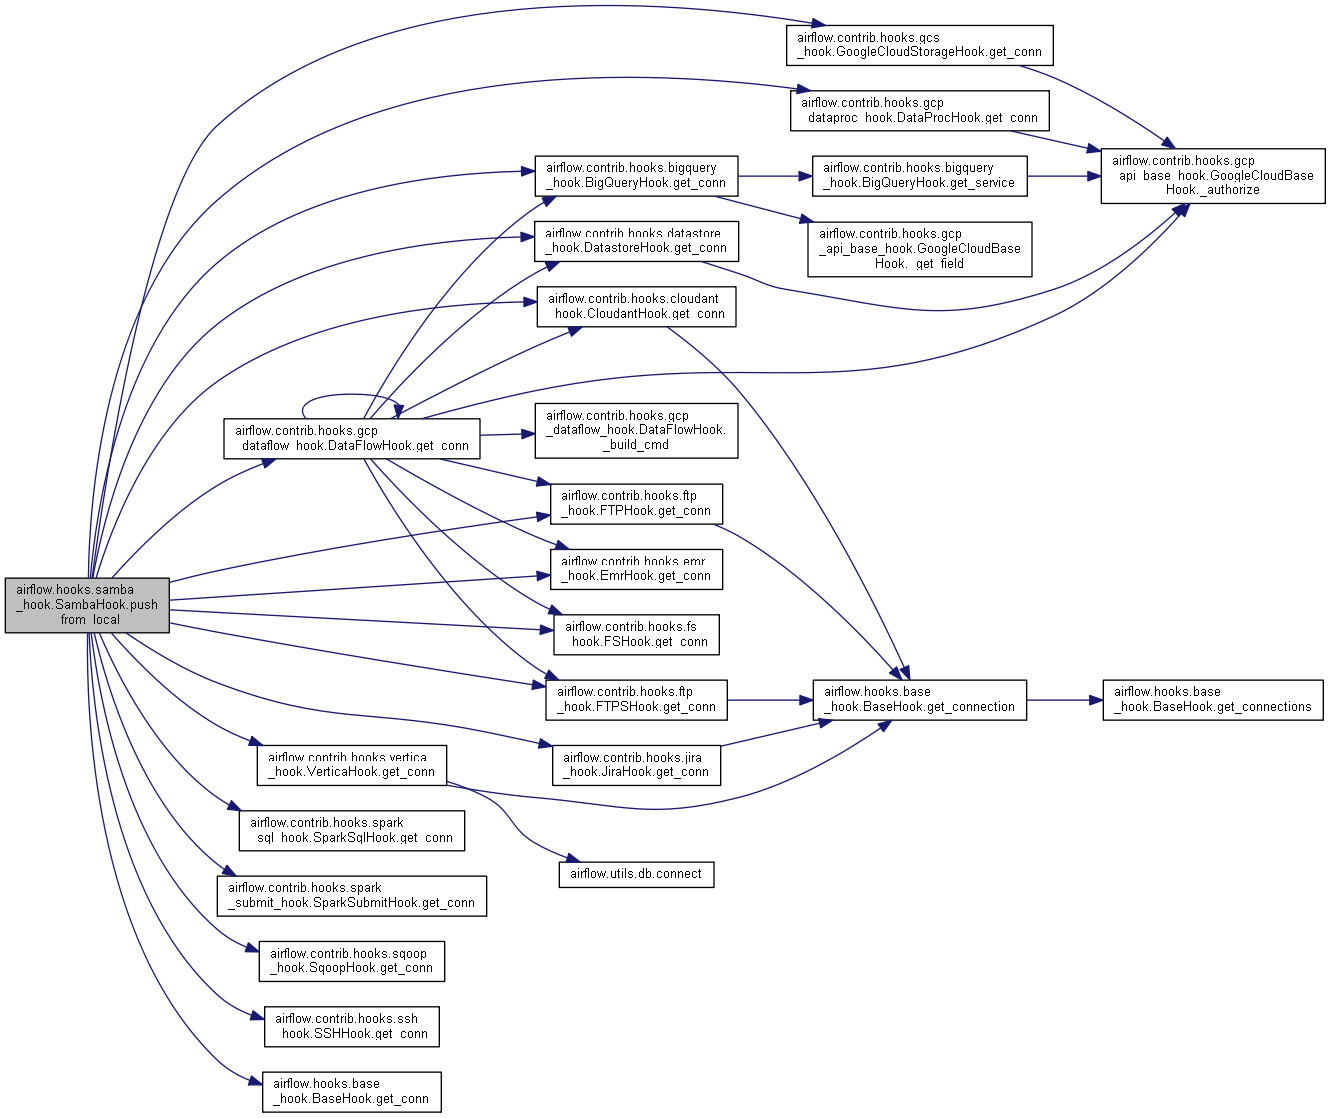 airflow.contrib.hooks.gcs
_hook.GoogleCloudStorageHook.get_conn
airflow.contrib.hooks.gcp
_dataproc_hook.DataProcHook.get_conn
airflow.contrib.hooks.gcp
_api_base_hook.GoogleCloudBase
Hook._authorize
airflow.contrib.hooks.bigquery
_hook.BigQueryHook.get_conn
airflow.contrib.hooks.bigquery
_hook.BigQueryHook.get_service
airflow.contrib.hooks.datastore
_hook.DatastoreHook.get_conn
airflow.contrib.hooks.gcp
_api_base_hook.GoogleCloudBase
Hook._get_field
airflow.contrib.hooks.cloudant
_hook.CloudantHook.get_conn
airflow.contrib.hooks.gcp
_dataflow_hook.DataFlowHook.get_conn
airflow.contrib.hooks.gcp
_dataflow_hook.DataFlowHook.
_build_cmd
airflow.contrib.hooks.ftp
_hook.FTPHook.get_conn
airflow.contrib.hooks.emr
_hook.EmrHook.get_conn
airflow.hooks.samba
_hook.SambaHook.push
_from_local
airflow.contrib.hooks.fs
_hook.FSHook.get_conn
airflow.contrib.hooks.ftp
_hook.FTPSHook.get_conn
airflow.hooks.base
_hook.BaseHook.get_connection
airflow.hooks.base
_hook.BaseHook.get_connections
airflow.contrib.hooks.vertica
_hook.VerticaHook.get_conn
airflow.contrib.hooks.jira
_hook.JiraHook.get_conn
airflow.contrib.hooks.spark
_sql_hook.SparkSqlHook.get_conn
airflow.utils.db.connect
airflow.contrib.hooks.spark
_submit_hook.SparkSubmitHook.get_conn
airflow.contrib.hooks.sqoop
_hook.SqoopHook.get_conn
airflow.contrib.hooks.ssh
_hook.SSHHook.get_conn
airflow.hooks.base
_hook.BaseHook.get_conn